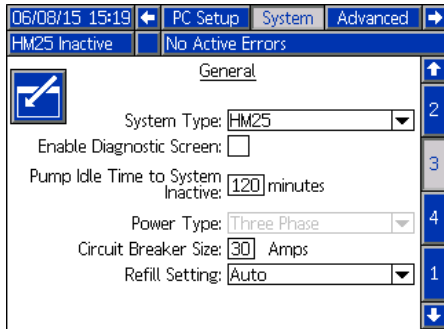 06/08/15 15:19 PC Setup System Advanced
HM25 Inactive No Active Errors
General
2
System Type: HM25
Enable Diagnostic Screen:
3
Pump Idle Time to System
Inactive: 120 minutes
Power Type: Three Phase
4
Circuit Breaker Size: 30 Amps
Refill Setting: Auto
1